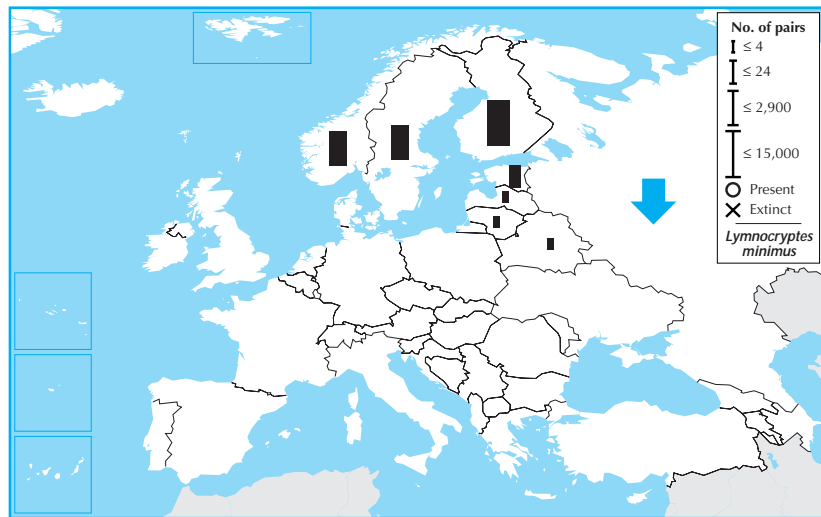 No. of pairs
≤ 4
≤ 24
≤ 2,900
≤ 15,000
Present
Extinct
Lymnocryptes
minimus